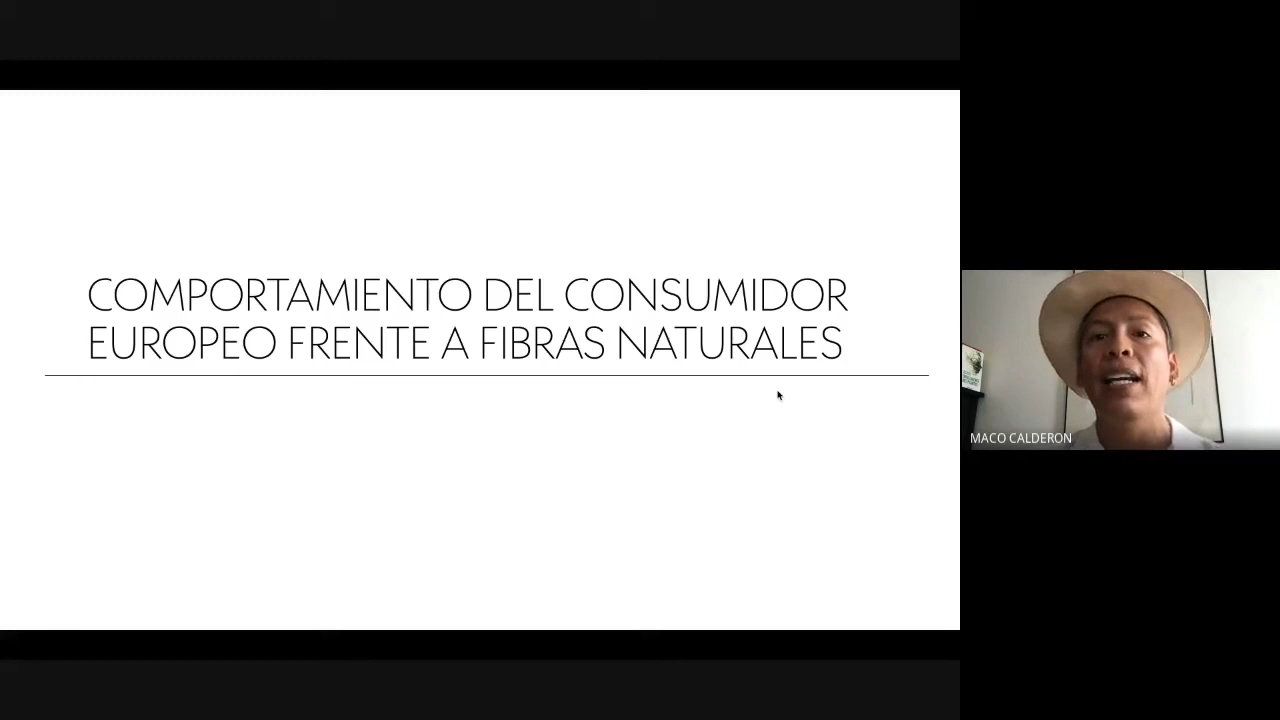 COMPORTAMIENTO DEL CONSUMIDOR
EUROPEO FRENTE A FIBRAS NATURALES
MACO CALDERON